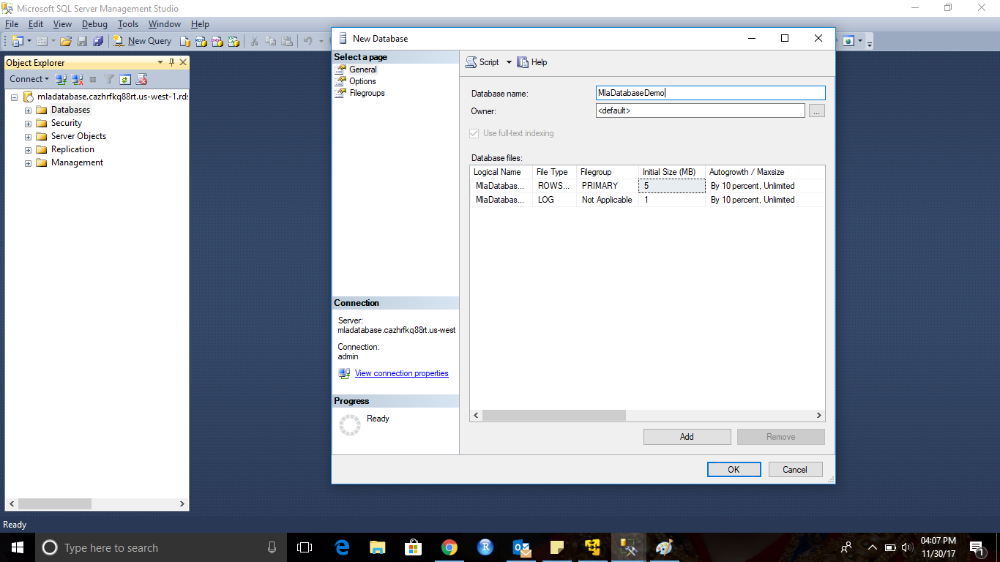 Microsoft SQL Server Management Studio
File Edit View Debug Tools Window Help
New Query
Object Explorer
Connect
mladatabase.cazhrfkq88rt.us-west-1.rds
Databases
Security
Server Objects
Replication
Management
New Database
Select a page
General
Options
Filegroups
Script Help
Database name: MlaDatabaseDemo
Owner: <default> ...
Use full-text indexing
Database files:
Logical Name File Type Filegroup Initial Size (MB) Autogrowth / Maxsize
MlaDatabas... ROWS... PRIMARY 5 By 10 percent, Unlimited
MlaDatabas... LOG Not Applicable 1 By 10 percent, Unlimited
Connection
Server:
mladatabase.cazhrfkq88rt.us-west
Connection:
admin
View connection properties
Progress
Ready
Add Remove
OK Cancel
Ready
Type here to search
04:07 PM
11/30/17
1